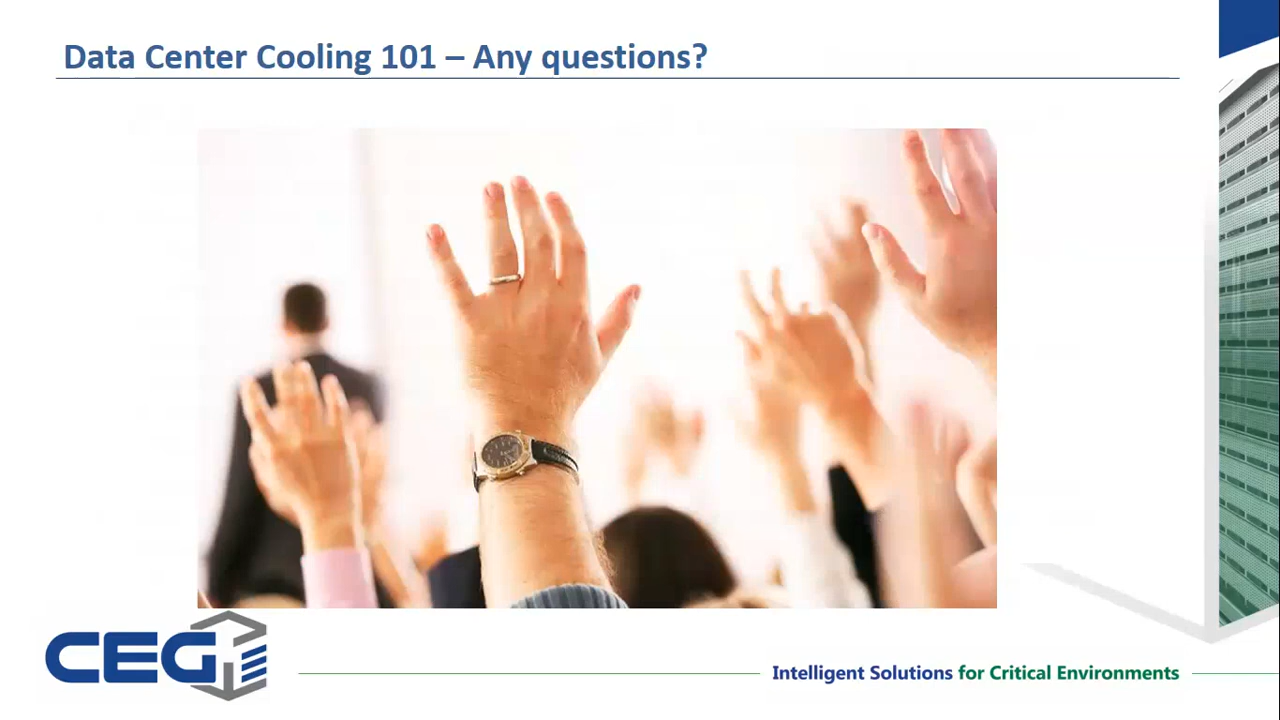 Data Center Cooling 101 – Any questions?
CEG
Intelligent Solutions for Critical Environments